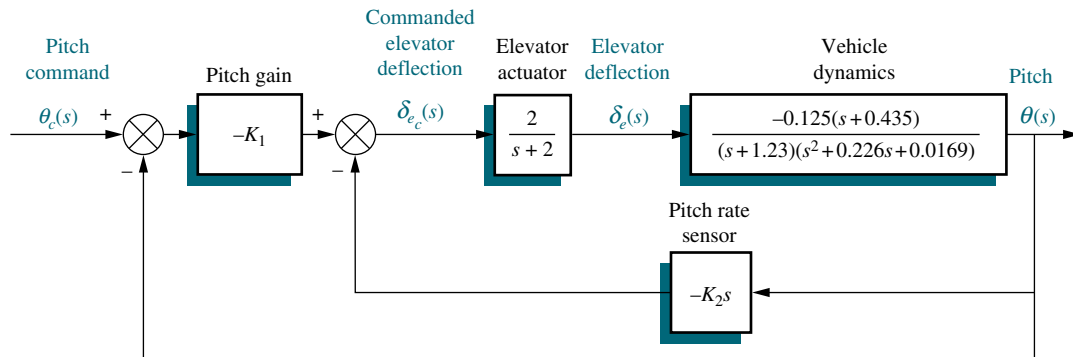 Pitch
command
θc(s)
+
−
Pitch gain
−K1
+
−
Commanded
elevator
deflection
δec(s)
Elevator
actuator
2
s + 2
Elevator
deflection
δe(s)
Vehicle
dynamics
−0.125(s + 0.435)
(s + 1.23)(s² + 0.226s + 0.0169)
Pitch
θ(s)
Pitch rate
sensor
−K2s